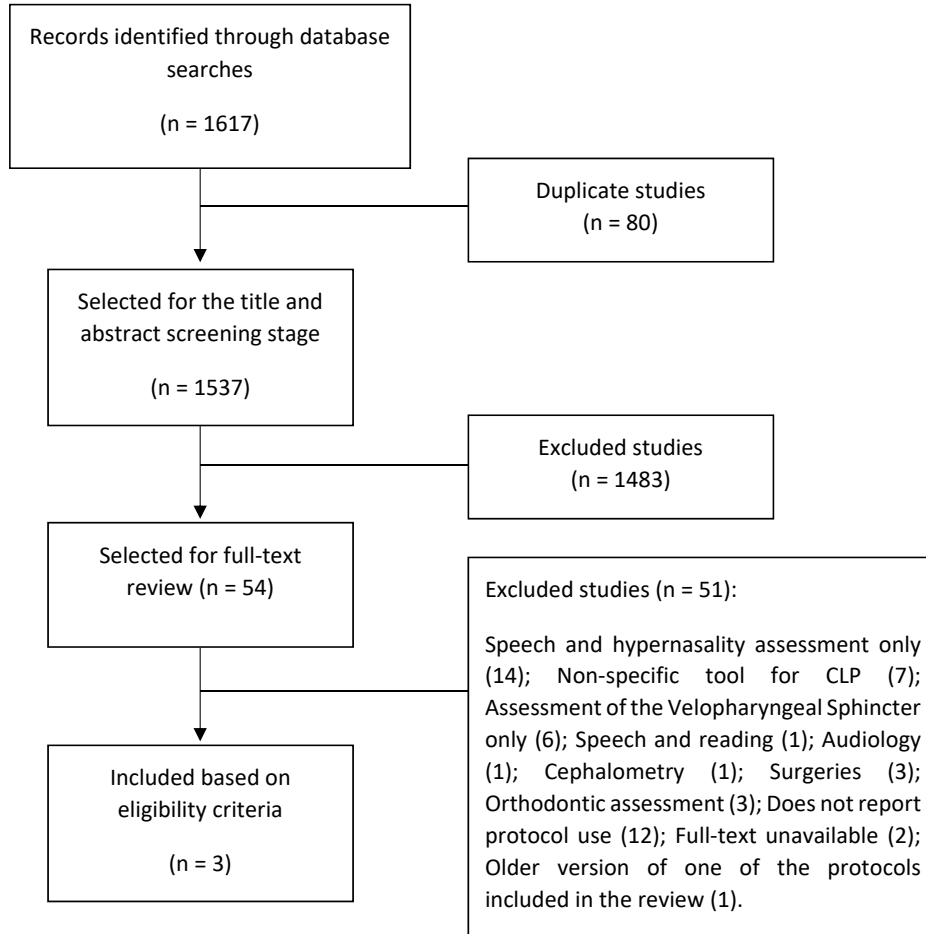 Records identified through database
searches
(n = 1617)
Duplicate studies
(n = 80)
Selected for the title and
abstract screening stage
(n = 1537)
Excluded studies
(n = 1483)
Selected for full-text
review (n = 54)
Excluded studies (n = 51):
Speech and hypernasality assessment only
(14); Non-specific tool for CLP (7);
Assessment of the Velopharyngeal Sphincter
only (6); Speech and reading (1); Audiology
(1); Cephalometry (1); Surgeries (3);
Orthodontic assessment (3); Does not report
protocol use (12); Full-text unavailable (2);
Older version of one of the protocols
included in the review (1).
Included based on
eligibility criteria
(n = 3)